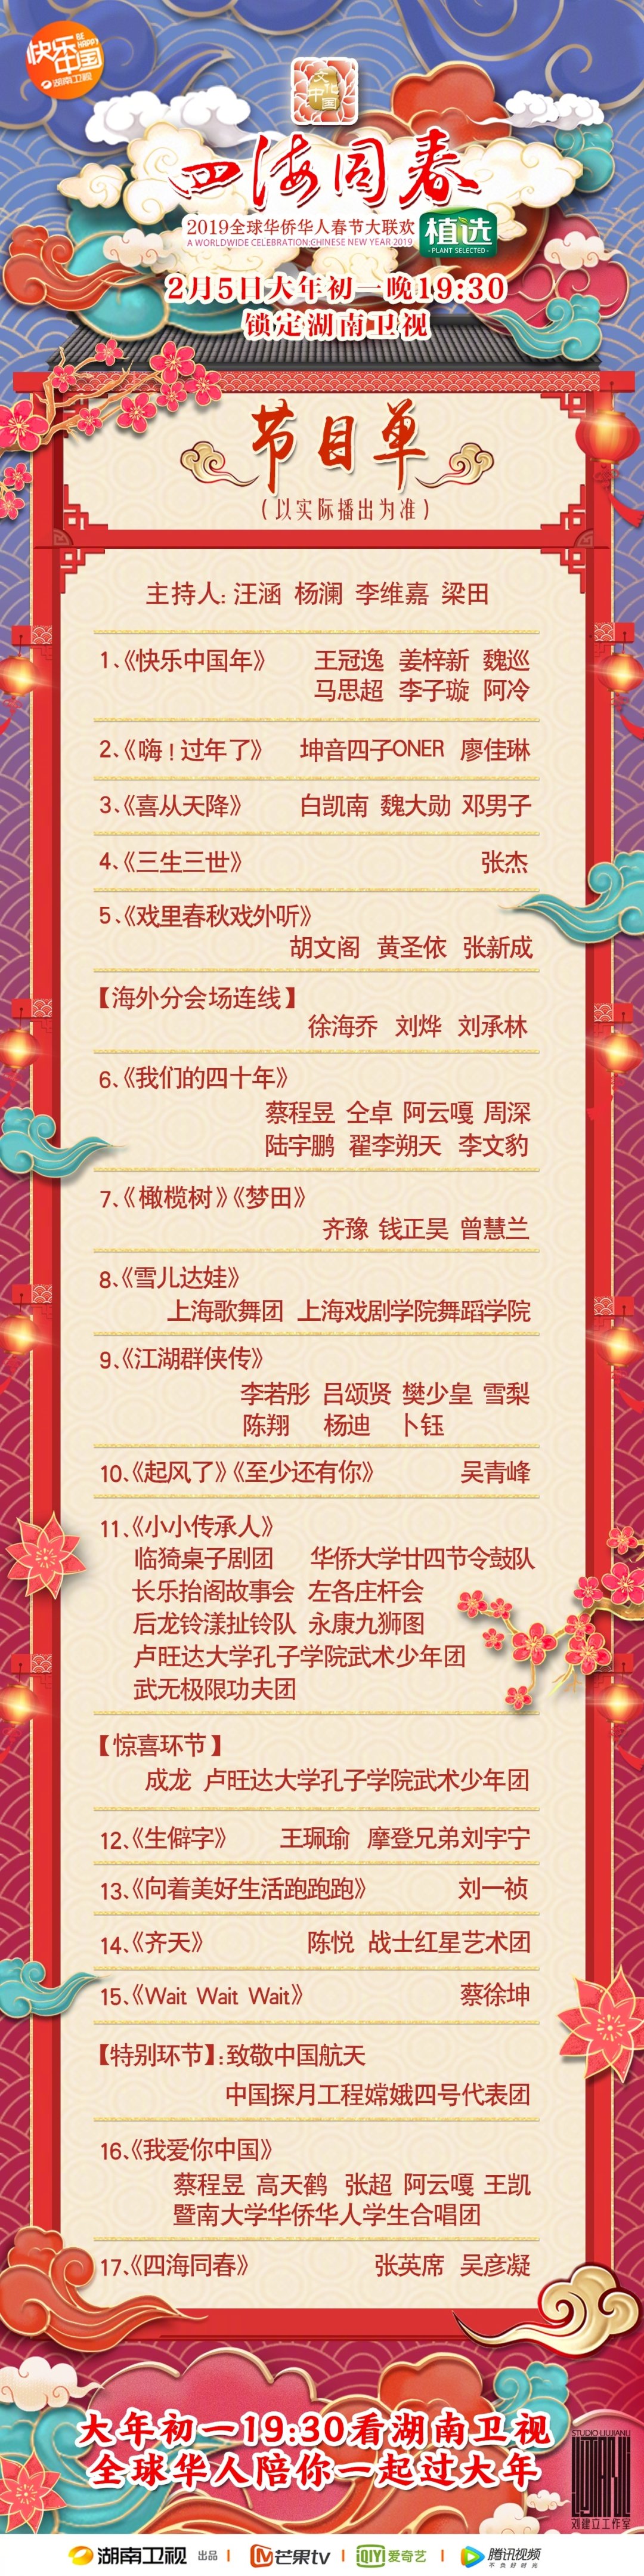 快乐
BE HAPPY
中国
湖南卫视
文化
中国
四海同春
2019全球华侨华人春节大联欢
A WORLDWIDE CELEBRATION:CHINESE NEW YEAR 2019
植选
- PLANT SELECTED -
2月5日大年初一晚19:30
锁定湖南卫视
节目单
（以实际播出为准）
主持人: 汪涵 杨澜 李维嘉 梁田
1、《快乐中国年》 王冠逸 姜梓新 魏巡
马思超 李子璇 阿冷
2、《嗨！过年了》 坤音四子ONER 廖佳琳
3、《喜从天降》 白凯南 魏大勋 邓男子
4、《三生三世》 张杰
5、《戏里春秋戏外听》
胡文阁 黄圣依 张新成
【海外分会场连线】
徐海乔 刘烨 刘承林
6、《我们的四十年》
蔡程昱 仝卓 阿云嘎 周深
陆宇鹏 翟李朔天 李文豹
7、《橄榄树》《梦田》
齐豫 钱正昊 曾慧兰
8、《雪儿达娃》
上海歌舞团 上海戏剧学院舞蹈学院
9、《江湖群侠传》
李若彤 吕颂贤 樊少皇 雪梨
陈翔 杨迪 卜钰
10、《起风了》《至少还有你》 吴青峰
11、《小小传承人》
临猗桌子剧团 华侨大学廿四节令鼓队
长乐抬阁故事会 左各庄杆会
后龙铃漾扯铃队 永康九狮图
卢旺达大学孔子学院武术少年团
武无极限功夫团
【惊喜环节】
成龙 卢旺达大学孔子学院武术少年团
12、《生僻字》 王珮瑜 摩登兄弟刘宇宁
13、《向着美好生活跑跑跑》 刘一祯
14、《齐天》 陈悦 战士红星艺术团
15、《Wait Wait Wait》 蔡徐坤
【特别环节】: 致敬中国航天
中国探月工程嫦娥四号代表团
16、《我爱你中国》
蔡程昱 高天鹤 张超 阿云嘎 王凯
暨南大学华侨华人学生合唱团
17、《四海同春》 张英席 吴彦凝
大年初一19:30看湖南卫视
全球华人陪你一起过大年
STUDIO·LIUJIANLI
刘建立工作室
湖南卫视 出品 芒果tv iQIYI爱奇艺 腾讯视频
不负好时光